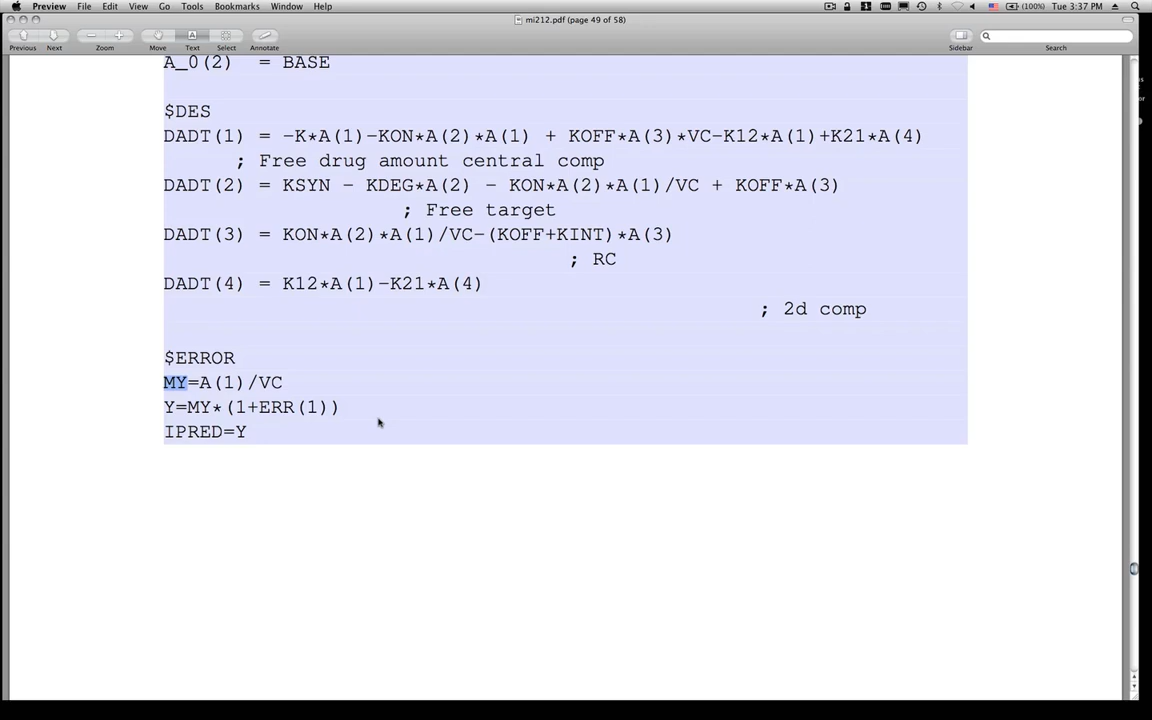 Preview File Edit View Go Tools Bookmarks Window Help (100%) Tue 3:37 PM
mi212.pdf (page 49 of 58)
Previous Next Zoom Move Text Select Annotate Sidebar Search
A_0(2) = BASE
$DES
DADT(1) = -K*A(1)-KON*A(2)*A(1) + KOFF*A(3)*VC-K12*A(1)+K21*A(4)
; Free drug amount central comp
DADT(2) = KSYN - KDEG*A(2) - KON*A(2)*A(1)/VC + KOFF*A(3)
; Free target
DADT(3) = KON*A(2)*A(1)/VC-(KOFF+KINT)*A(3)
; RC
DADT(4) = K12*A(1)-K21*A(4)
; 2d comp
$ERROR
MY=A(1)/VC
Y=MY*(1+ERR(1))
IPRED=Y